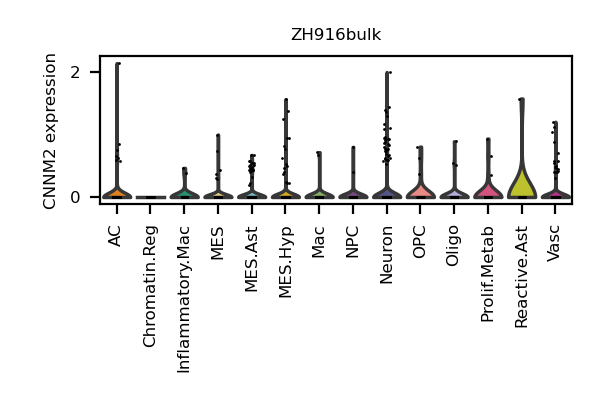 ZH916bulk
CNNM2 expression
2
0
AC
Chromatin.Reg
Inflammatory.Mac
MES
MES.Ast
MES.Hyp
Mac
NPC
Neuron
OPC
Oligo
Prolif.Metab
Reactive.Ast
Vasc